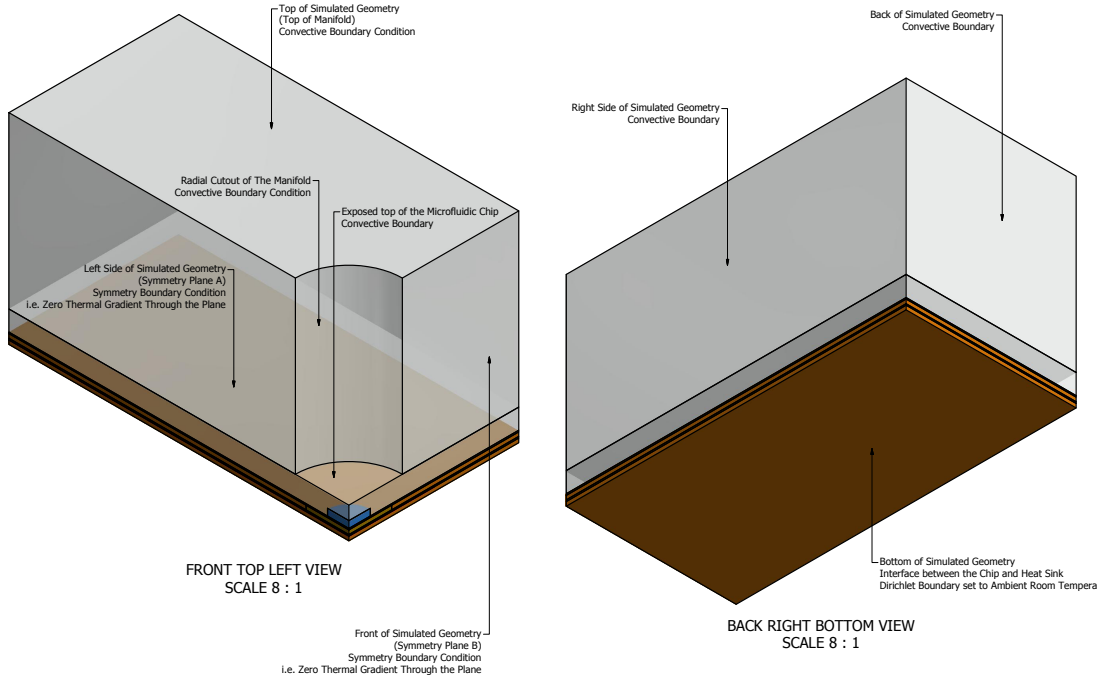 Top of Simulated Geometry
(Top of Manifold)
Convective Boundary Condition
Radial Cutout of The Manifold
Convective Boundary Condition
Exposed top of the Microfluidic Chip
Convective Boundary
Left Side of Simulated Geometry
(Symmetry Plane A)
Symmetry Boundary Condition
i.e. Zero Thermal Gradient Through the Plane
FRONT TOP LEFT VIEW
SCALE 8 : 1
Front of Simulated Geometry
(Symmetry Plane B)
Symmetry Boundary Condition
i.e. Zero Thermal Gradient Through the Plane
Back of Simulated Geometry
Convective Boundary
Right Side of Simulated Geometry
Convective Boundary
Bottom of Simulated Geometry
Interface between the Chip and Heat Sink
Dirichlet Boundary set to Ambient Room Tempera
BACK RIGHT BOTTOM VIEW
SCALE 8 : 1